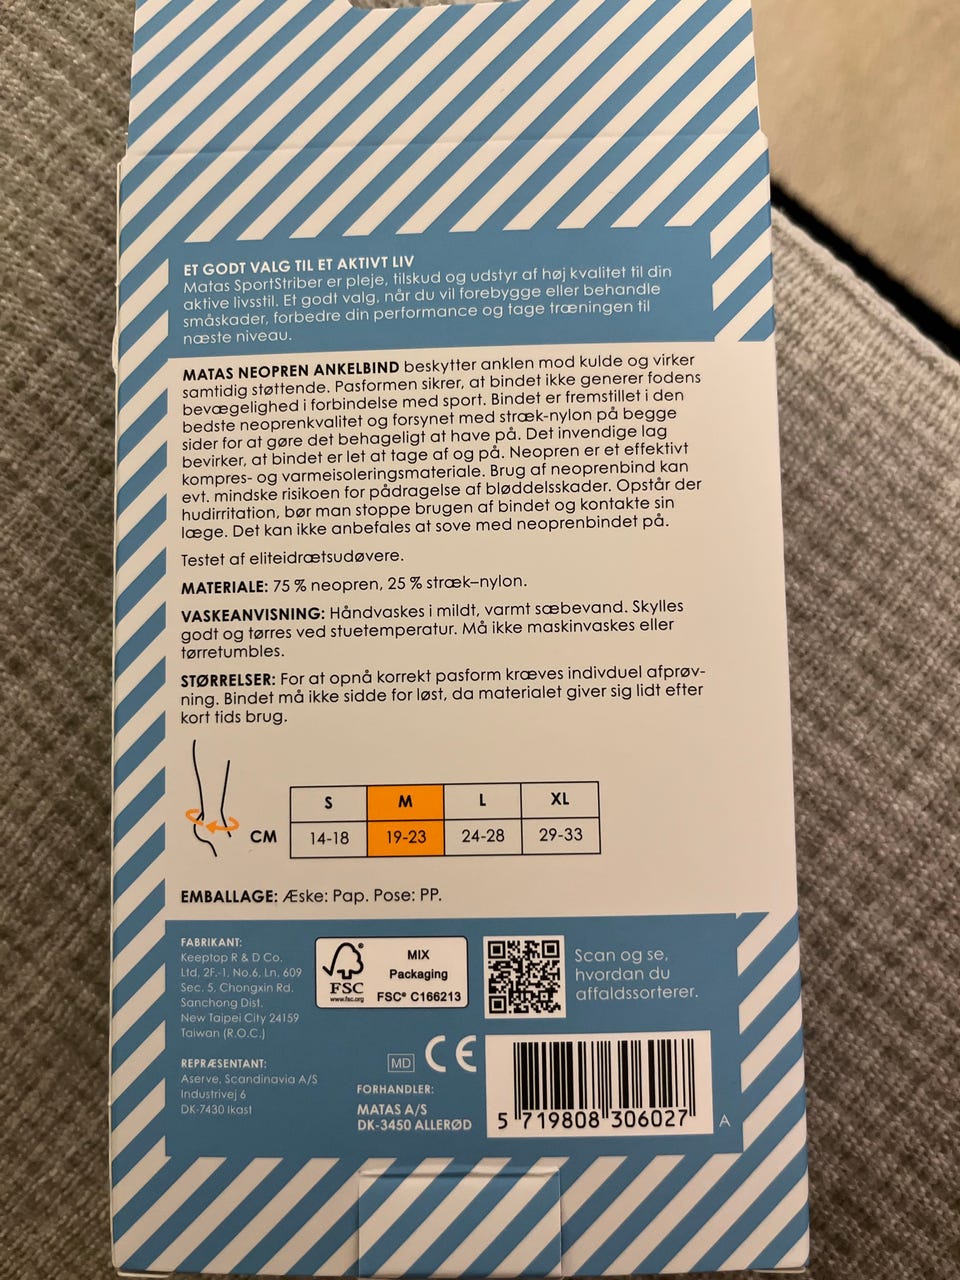 ET GODT VALG TIL ET AKTIVT LIV
Matas SportStriber er pleje, tilskud og udstyr af høj kvalitet til din
aktive livsstil. Et godt valg, når du vil forebygge eller behandle
småskader, forbedre din performance og tage træningen til
næste niveau.
MATAS NEOPREN ANKELBIND beskytter anklen mod kulde og virker
samtidig støttende. Pasformen sikrer, at bindet ikke generer fodens
bevægelighed i forbindelse med sport. Bindet er fremstillet i den
bedste neoprenkvalitet og forsynet med stræk-nylon på begge
sider for at gøre det behageligt at have på. Det invendige lag
bevirker, at bindet er let at tage af og på. Neopren er et effektivt
kompres- og varmeisoleringsmateriale. Brug af neoprenbind kan
evt. mindske risikoen for pådragelse af bløddelsskader. Opstår der
hudirritation, bør man stoppe brugen af bindet og kontakte sin
læge. Det kan ikke anbefales at sove med neoprenbindet på.
Testet af eliteidrætsudøvere.
MATERIALE: 75 % neopren, 25 % stræk–nylon.
VASKEANVISNING: Håndvaskes i mildt, varmt sæbevand. Skylles
godt og tørres ved stuetemperatur. Må ikke maskinvaskes eller
tørretumbles.
STØRRELSER: For at opnå korrekt pasform kræves indivduel afprøv-
ning. Bindet må ikke sidde for løst, da materialet giver sig lidt efter
kort tids brug.
S M L XL
CM 14-18 19-23 24-28 29-33
EMBALLAGE: Æske: Pap. Pose: PP.
FABRIKANT:
Keeptop R & D Co.
Ltd, 2F.-1, No.6, Ln. 609
Sec. 5, Chongxin Rd.
Sanchong Dist.
New Taipei City 24159
Taiwan (R.O.C.)
REPRÆSENTANT:
Aserve, Scandinavia A/S
Industrivej 6
DK-7430 Ikast
FSC®
www.fsc.org
MIX
Packaging
FSC® C166213
Scan og se,
hvordan du
affaldssorterer.
MD CE
FORHANDLER:
MATAS A/S
DK-3450 ALLERØD
5 719808 306027
A